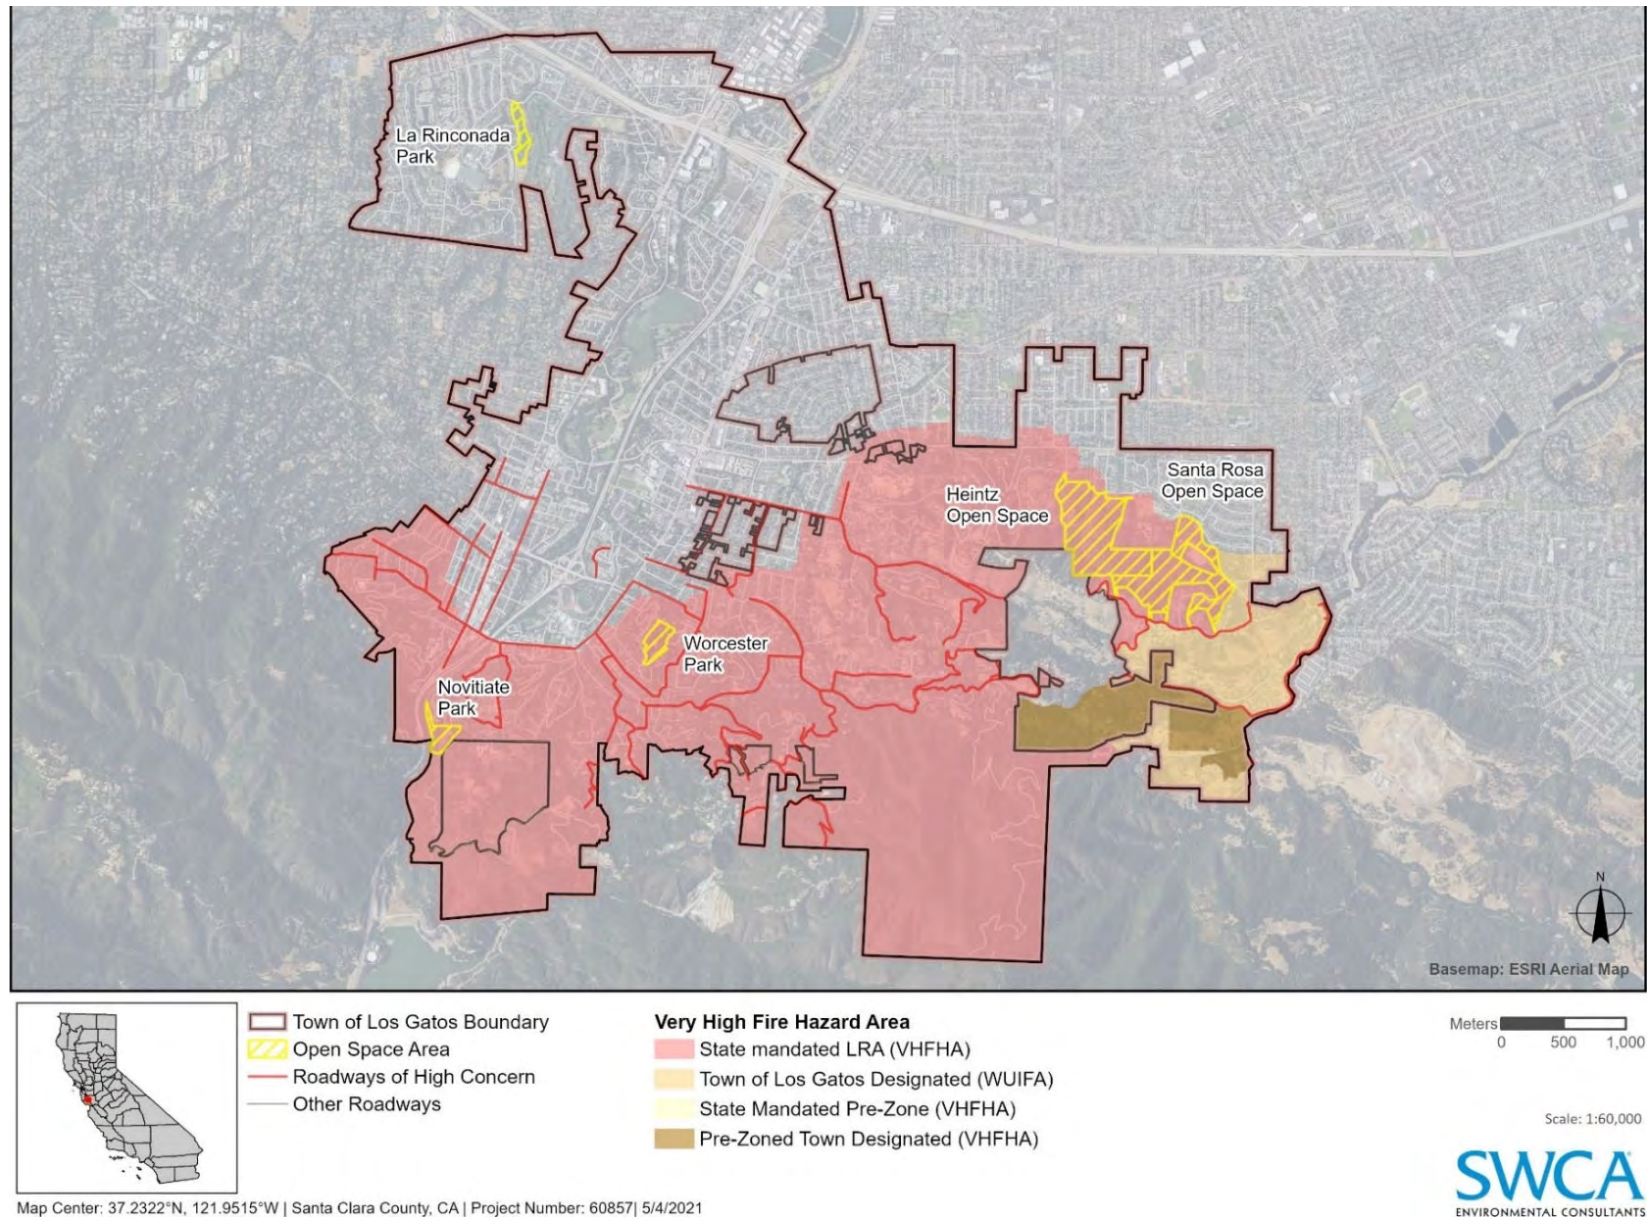 La Rinconada
Park
Santa Rosa
Open Space
Heintz
Open Space
Worcester
Park
Novitiate
Park
N
Basemap: ESRI Aerial Map
Town of Los Gatos Boundary
Open Space Area
Roadways of High Concern
Other Roadways
Very High Fire Hazard Area
State mandated LRA (VHFHA)
Town of Los Gatos Designated (WUIFA)
State Mandated Pre-Zone (VHFHA)
Pre-Zoned Town Designated (VHFHA)
Meters
0 500 1,000
Scale: 1:60,000
SWCA
ENVIRONMENTAL CONSULTANTS
Map Center: 37.2322°N, 121.9515°W | Santa Clara County, CA | Project Number: 60857| 5/4/2021